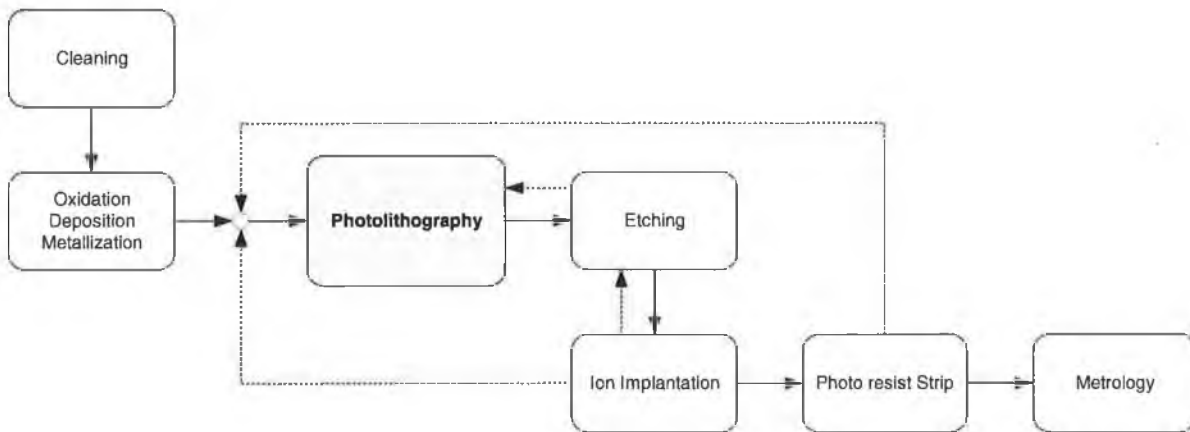 Cleaning
Oxidation
Deposition
Metallization
Photolithography
Etching
Ion Implantation
Photo resist Strip
Metrology